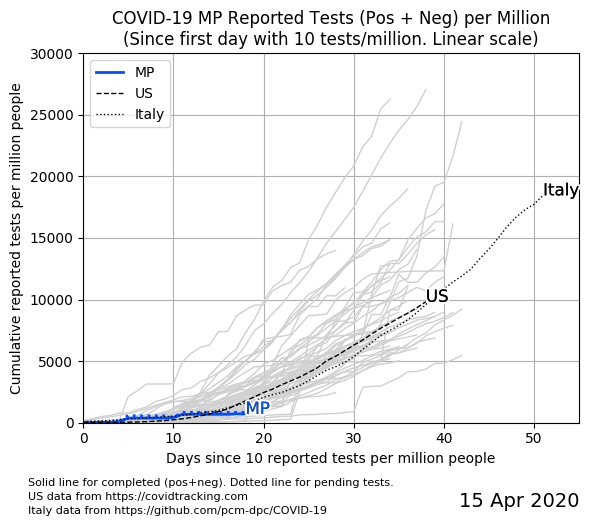 COVID-19 MP Reported Tests (Pos + Neg) per Million
(Since first day with 10 tests/million. Linear scale)
Cumulative reported tests per million people
30000
25000
20000
15000
10000
5000
0
MP
US
Italy
Italy
US
MP
0 10 20 30 40 50
Days since 10 reported tests per million people
Solid line for completed (pos+neg). Dotted line for pending tests.
US data from https://covidtracking.com
Italy data from https://github.com/pcm-dpc/COVID-19
15 Apr 2020